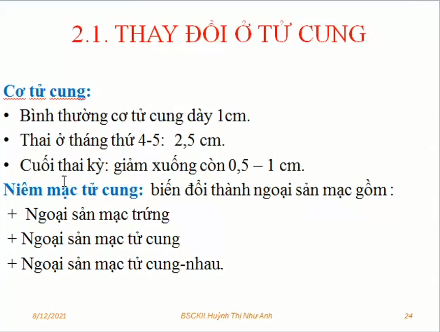 2.1. THAY ĐỔI Ở TỬ CUNG
Cơ tử cung:
• Bình thường cơ tử cung dày 1cm.
• Thai ở tháng thứ 4-5: 2,5 cm.
• Cuối thai kỳ: giảm xuống còn 0,5 – 1 cm.
Niêm mạc tử cung: biến đổi thành ngoại sản mạc gồm :
+ Ngoại sản mạc trứng
+ Ngoại sản mạc tử cung
+ Ngoại sản mạc tử cung-nhau.
8/12/2021 BSCKII Huỳnh Thị Như Anh 24